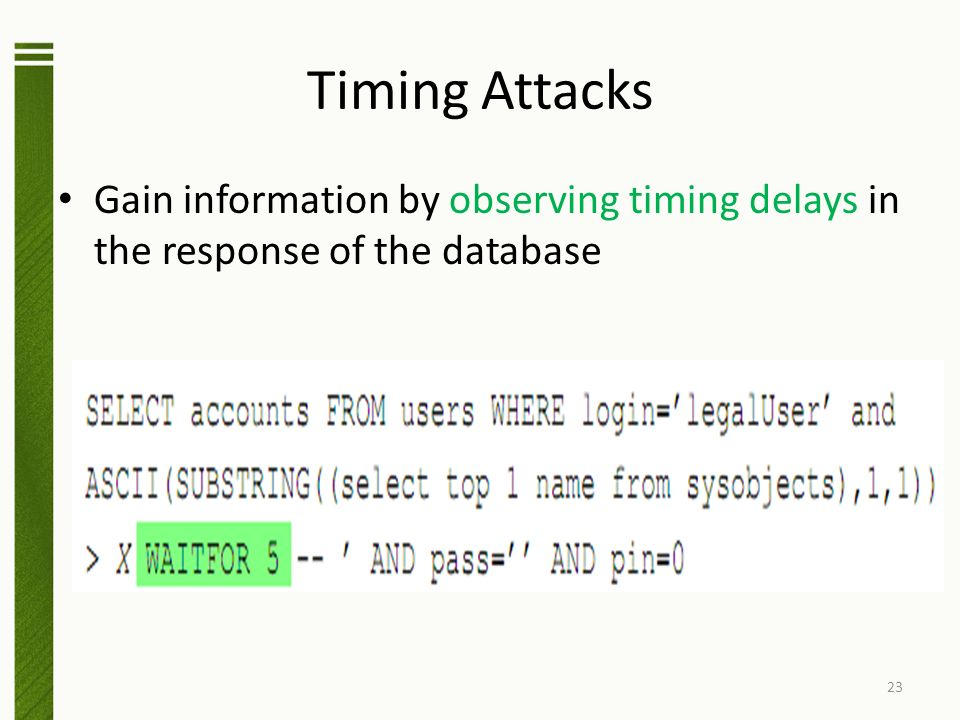 Timing Attacks
• Gain information by observing timing delays in
the response of the database
SELECT accounts FROM users WHERE login=’legalUser’ and
ASCII(SUBSTRING((select top 1 name from sysobjects),1,1))
> X WAITFOR 5 -- ’ AND pass=’’ AND pin=0
23